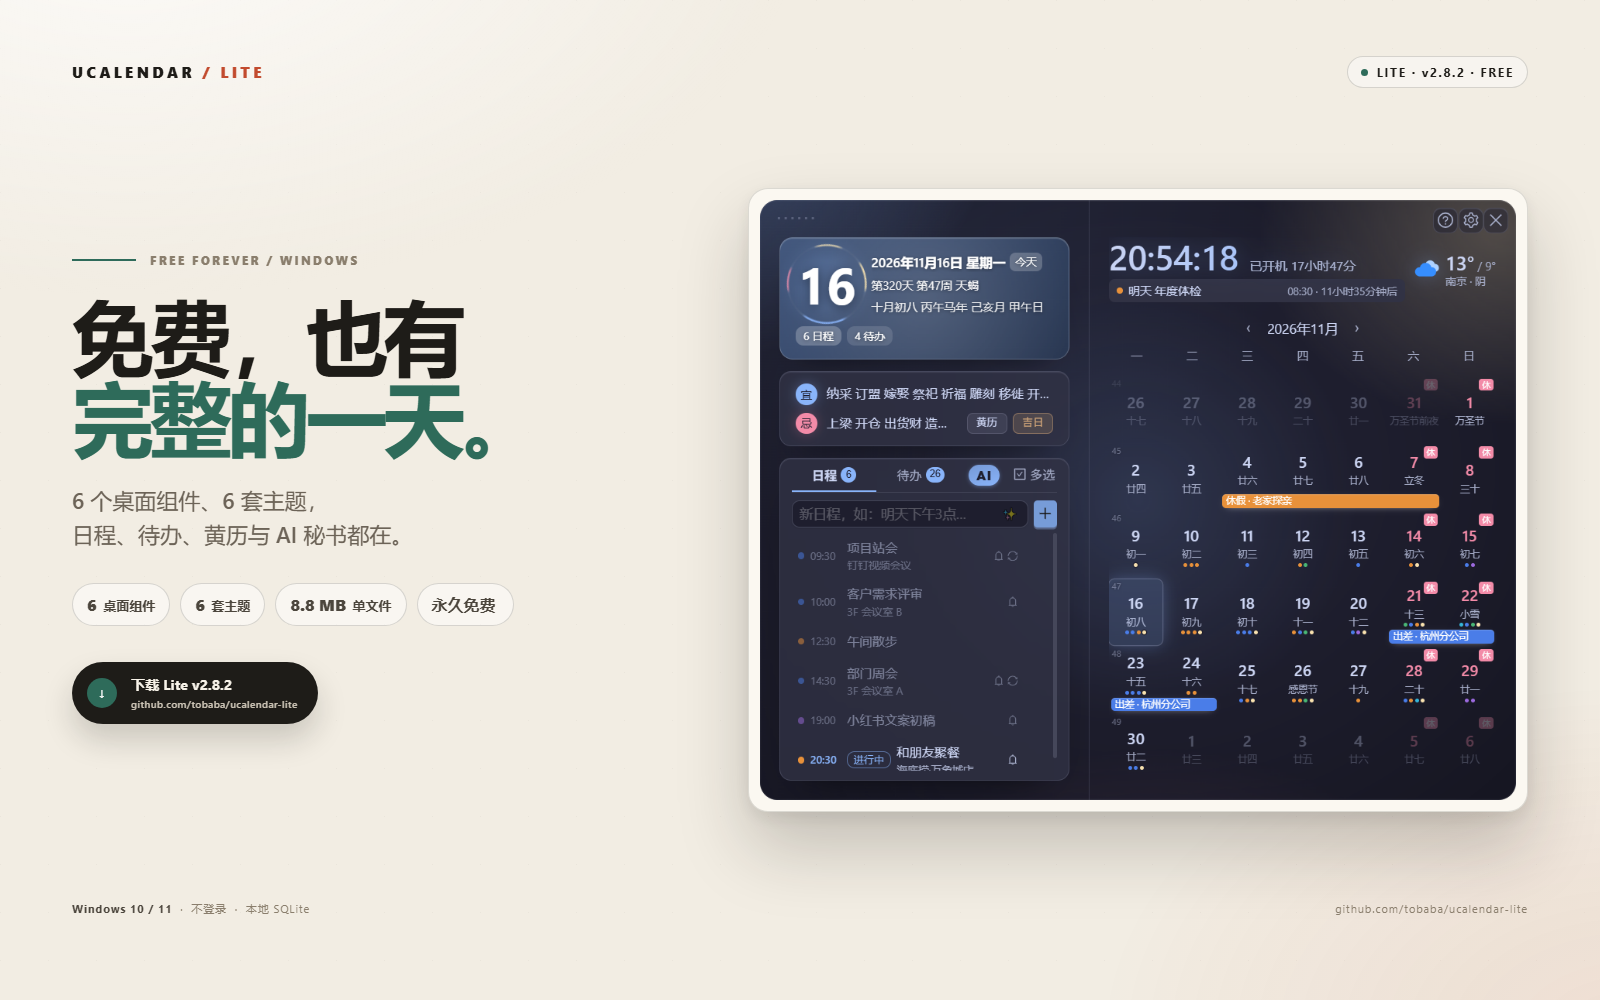 UCALENDAR / LITE
LITE · v2.8.2 · FREE
FREE FOREVER / WINDOWS
免费，也有
完整的一天。
6 个桌面组件、6 套主题，
日程、待办、黄历与 AI 秘书都在。
6 桌面组件
6 套主题
8.8 MB 单文件
永久免费
↓ 下载 Lite v2.8.2
github.com/tobaba/ucalendar-lite
Windows 10 / 11 · 不登录 · 本地 SQLite
github.com/tobaba/ucalendar-lite
16
2026年11月16日 星期一 今天
第320天 第47周 天蝎
十月初八 丙午马年 己亥月 甲午日
6 日程 4 待办
宜 纳采 订盟 嫁娶 祭祀 祈福 雕刻 移徙 开...
忌 上梁 开仓 出货财 造... 黄历 吉日
日程 6 待办 26 AI 多选
新日程，如：明天下午3点... +
09:30 项目站会
钉钉视频会议
10:00 客户需求评审
3F 会议室 B
12:30 午间散步
14:30 部门周会
3F 会议室 A
19:00 小红书文案初稿
20:30 进行中 和朋友聚餐
20:54:18 已开机 17小时47分
13° / 9°
南京 · 阴
明天 年度体检 08:30 · 11小时35分钟后
‹ 2026年11月 ›
一 二 三 四 五 六 日
44 休 休
26 27 28 29 30 31 1
十七 十八 十九 二十 廿一 万圣节前夜 万圣节
45 休 休
2 3 4 5 6 7 8
廿四 廿五 廿六 廿七 廿八 立冬 三十
休假 · 老家探亲
46 休 休
9 10 11 12 13 14 15
初一 初二 初三 初四 初五 初六 初七
47 休 休
16 17 18 19 20 21 22
初八 初九 初十 十一 十二 十三 小雪
出差 · 杭州分公司
48 休 休
23 24 25 26 27 28 29
十五 十六 十七 感恩节 十九 二十 廿一
出差 · 杭州分公司
49 休 休
30 1 2 3 4 5 6
廿二 廿三 廿四 廿五 廿六 廿七 廿八